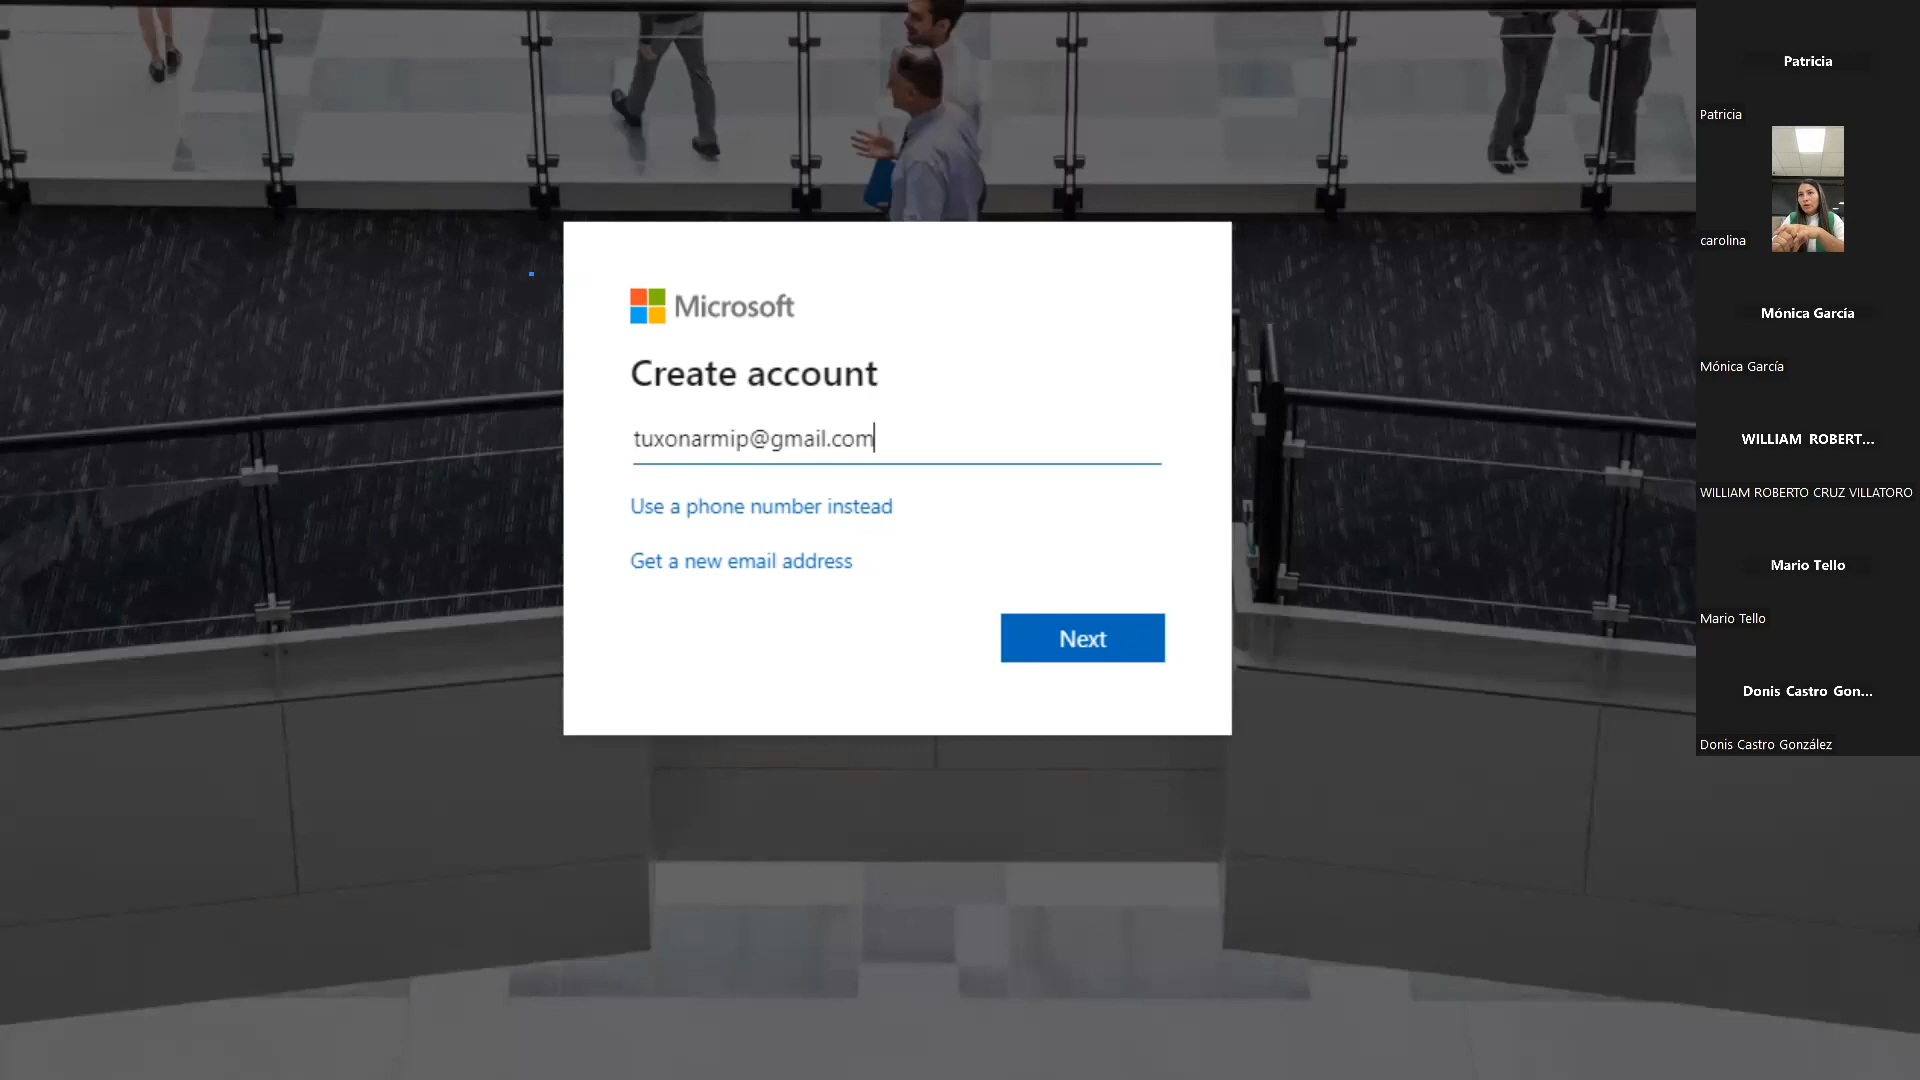 Microsoft
Create account
tuxonarmip@gmail.com
Use a phone number instead
Get a new email address
Next
Patricia
Patricia
carolina
Mónica García
Mónica García
WILLIAM ROBERT...
WILLIAM ROBERTO CRUZ VILLATORO
Mario Tello
Mario Tello
Donis Castro Gon...
Donis Castro González